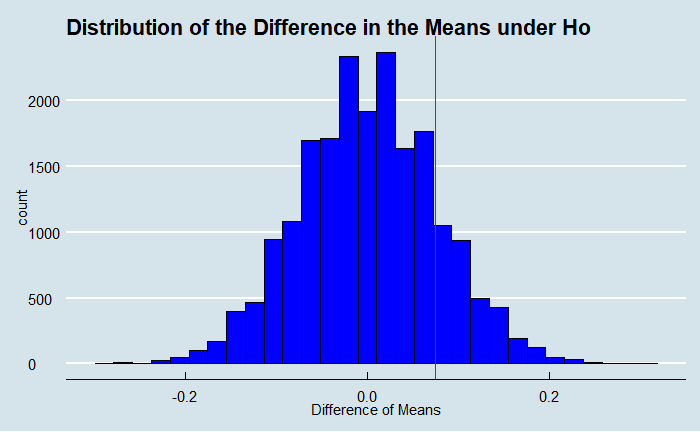 Distribution of the Difference in the Means under Ho
2000
1500
1000
500
0
count
-0.2 0.0 0.2
Difference of Means